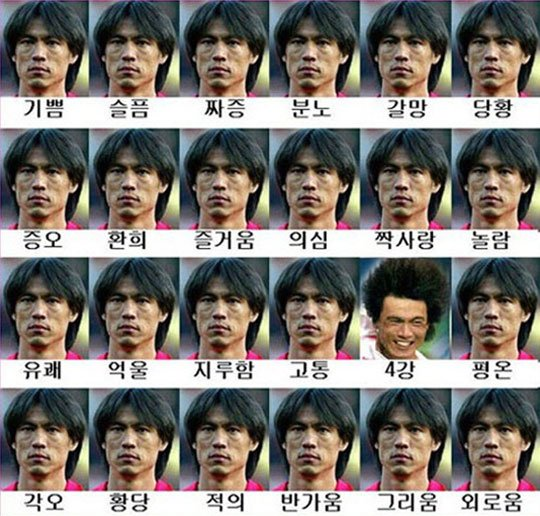 기쁨 슬픔 짜증 분노 갈망 당황
증오 환희 즐거움 의심 짝사랑 놀람
유쾌 억울 지루함 고통 4강 평온
각오 황당 적의 반가움 그리움 외로움